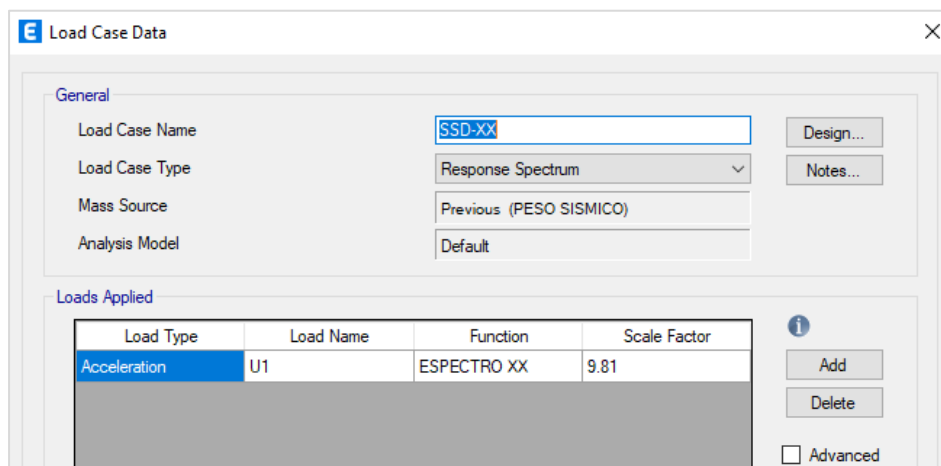 E Load Case Data
General
Load Case Name SSD-XX Design...
Load Case Type Response Spectrum Notes...
Mass Source Previous (PESO SISMICO)
Analysis Model Default
Loads Applied
Load Type Load Name Function Scale Factor
Acceleration U1 ESPECTRO XX 9.81
Add
Delete
Advanced